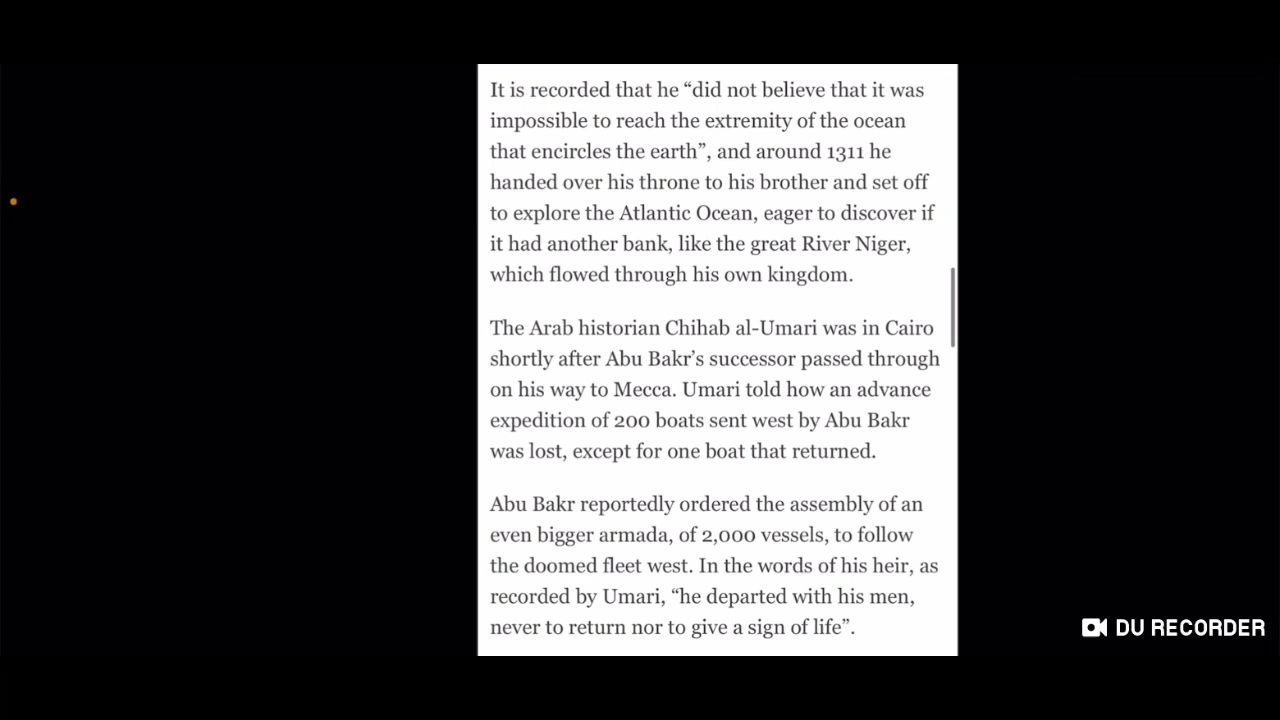 It is recorded that he “did not believe that it was
impossible to reach the extremity of the ocean
that encircles the earth”, and around 1311 he
handed over his throne to his brother and set off
to explore the Atlantic Ocean, eager to discover if
it had another bank, like the great River Niger,
which flowed through his own kingdom.
The Arab historian Chihab al-Umari was in Cairo
shortly after Abu Bakr’s successor passed through
on his way to Mecca. Umari told how an advance
expedition of 200 boats sent west by Abu Bakr
was lost, except for one boat that returned.
Abu Bakr reportedly ordered the assembly of an
even bigger armada, of 2,000 vessels, to follow
the doomed fleet west. In the words of his heir, as
recorded by Umari, “he departed with his men,
never to return nor to give a sign of life”.
DU RECORDER